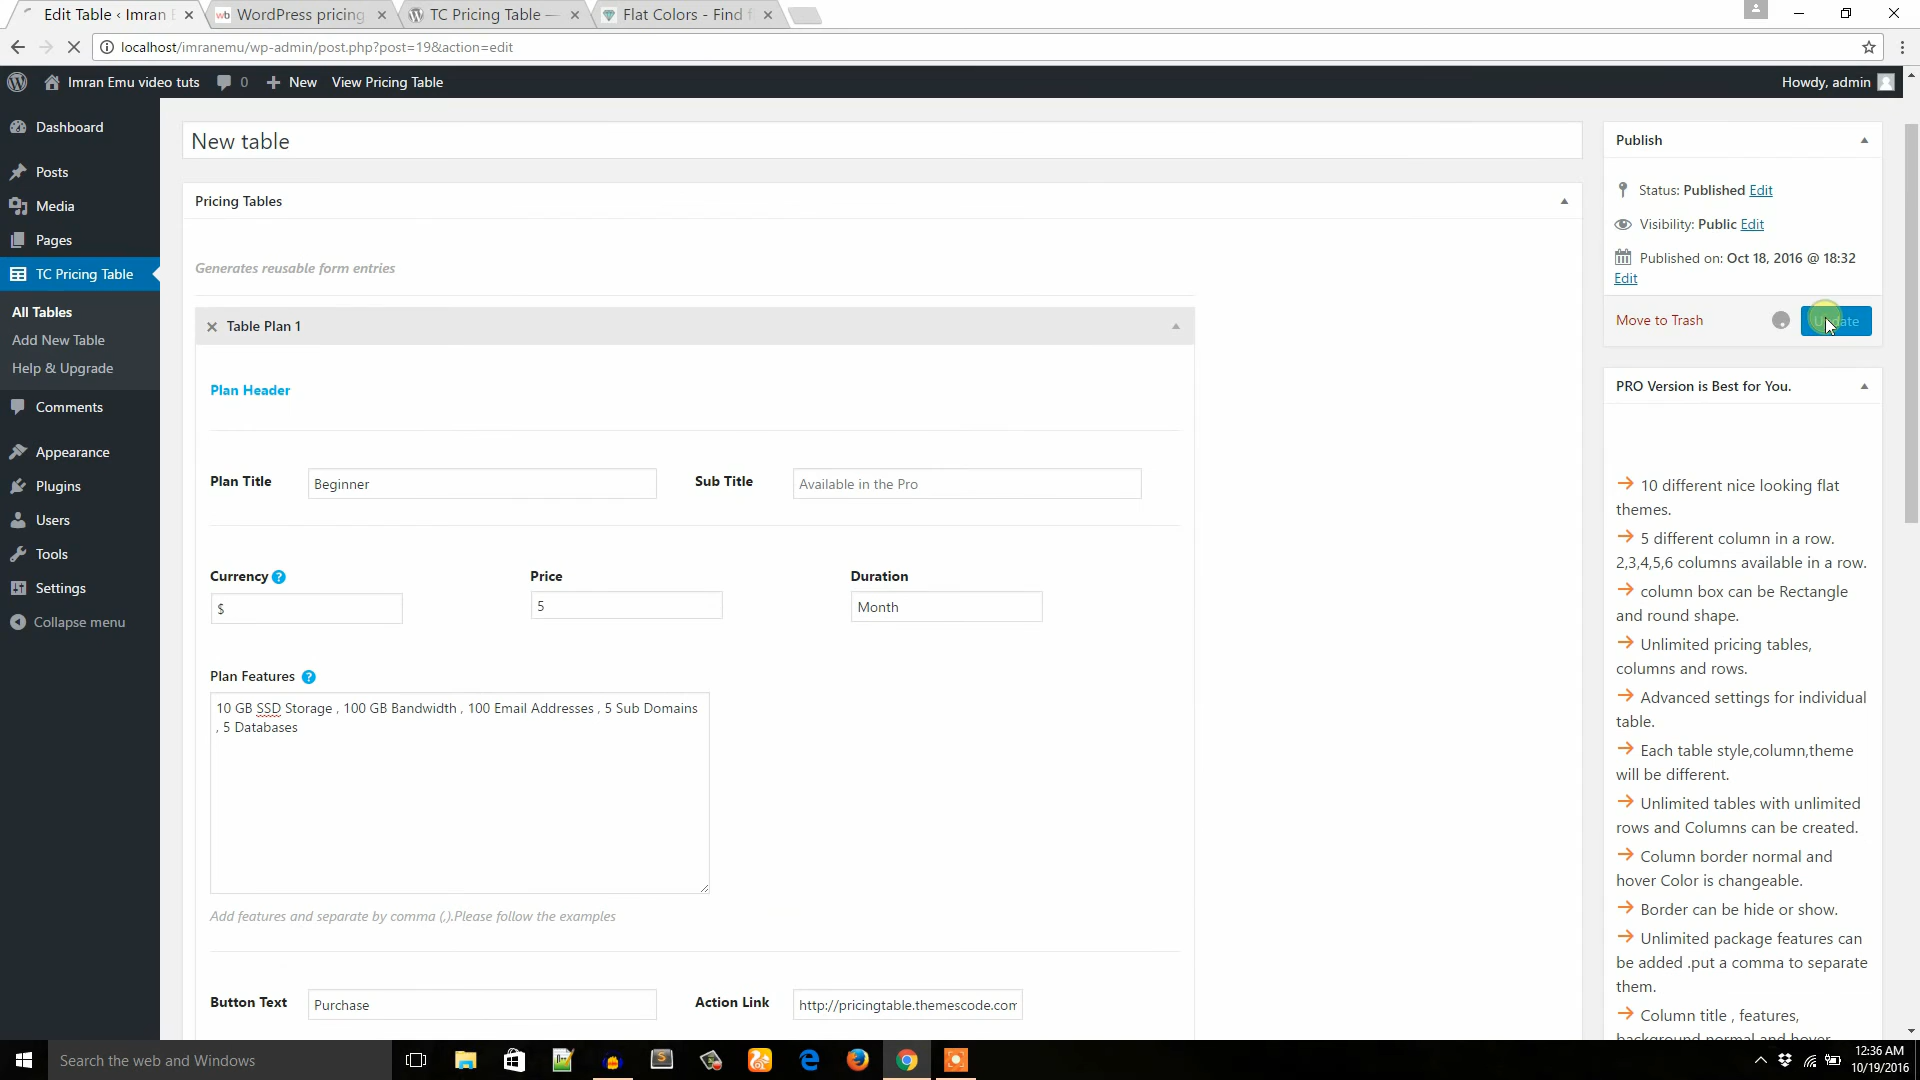 Edit Table ‹ Imran E
WordPress pricing
TC Pricing Table —
Flat Colors - Find f
localhost/imranemu/wp-admin/post.php?post=19&action=edit
Imran Emu video tuts
0
New
View Pricing Table
Howdy, admin
Dashboard
Posts
Media
Pages
TC Pricing Table
All Tables
Add New Table
Help & Upgrade
Comments
Appearance
Plugins
Users
Tools
Settings
Collapse menu
New table
Pricing Tables
Generates reusable form entries
Table Plan 1
Plan Header
Plan Title
Beginner
Sub Title
Available in the Pro
Currency
Price
Duration
$
5
Month
Plan Features
10 GB SSD Storage , 100 GB Bandwidth , 100 Email Addresses , 5 Sub Domains
, 5 Databases
Add features and separate by comma (,).Please follow the examples
Button Text
Purchase
Action Link
http://pricingtable.themescode.com
Publish
Status: Published Edit
Visibility: Public Edit
Published on: Oct 18, 2016 @ 18:32
Edit
Move to Trash
Update
PRO Version is Best for You.
10 different nice looking flat
themes.
5 different column in a row.
2,3,4,5,6 columns available in a row.
column box can be Rectangle
and round shape.
Unlimited pricing tables,
columns and rows.
Advanced settings for individual
table.
Each table style,column,theme
will be different.
Unlimited tables with unlimited
rows and Columns can be created.
Column border normal and
hover Color is changeable.
Border can be hide or show.
Unlimited package features can
be added .put a comma to separate
them.
Column title , features,
background normal and hover
Search the web and Windows
12:36 AM
10/19/2016